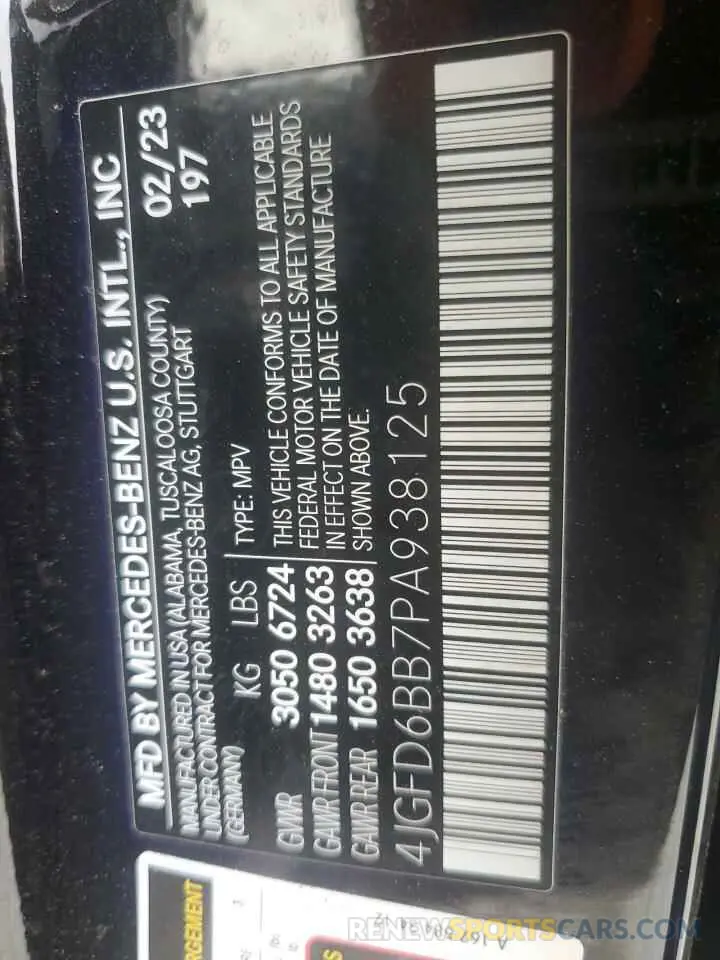 MFD BY MERCEDES-BENZ U.S. INTL., INC
MANUFACTURED IN USA (ALABAMA, TUSCALOOSA COUNTY) 02/23
UNDER CONTRACT FOR MERCEDES-BENZ AG, STUTTGART 197
(GERMANY) KG LBS TYPE: MPV
GVWR 3050 6724 THIS VEHICLE CONFORMS TO ALL APPLICABLE
GAWR FRONT 1480 3263 FEDERAL MOTOR VEHICLE SAFETY STANDARDS
IN EFFECT ON THE DATE OF MANUFACTURE
GAWR REAR 1650 3638 SHOWN ABOVE.
4JGFD6BB7PA938125
RGEMENT
RENEWSPORTSCARS.COM